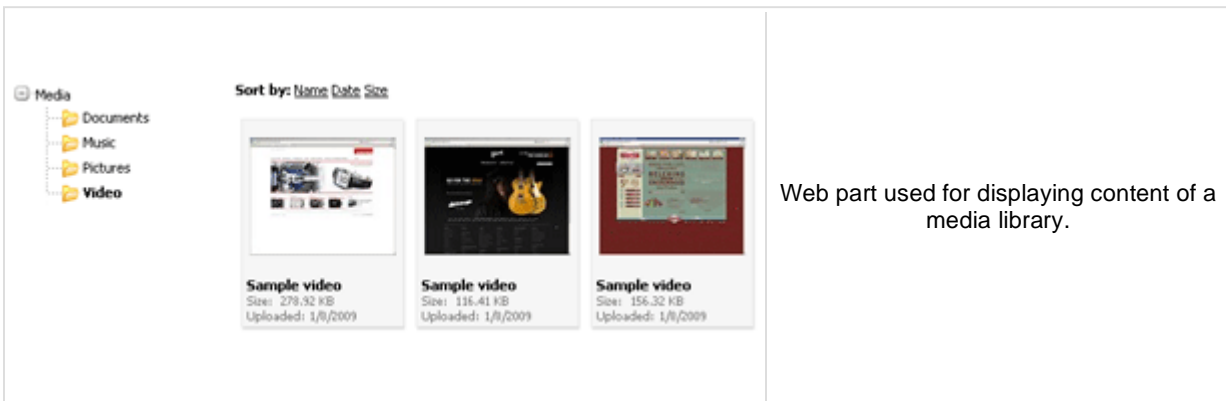 Media
Documents
Music
Pictures
Video
Sort by: Name Date Size
Sample video
Size: 278.92 KB
Uploaded: 1/8/2009
Sample video
Size: 116.41 KB
Uploaded: 1/8/2009
Sample video
Size: 156.32 KB
Uploaded: 1/8/2009
Web part used for displaying content of a
media library.